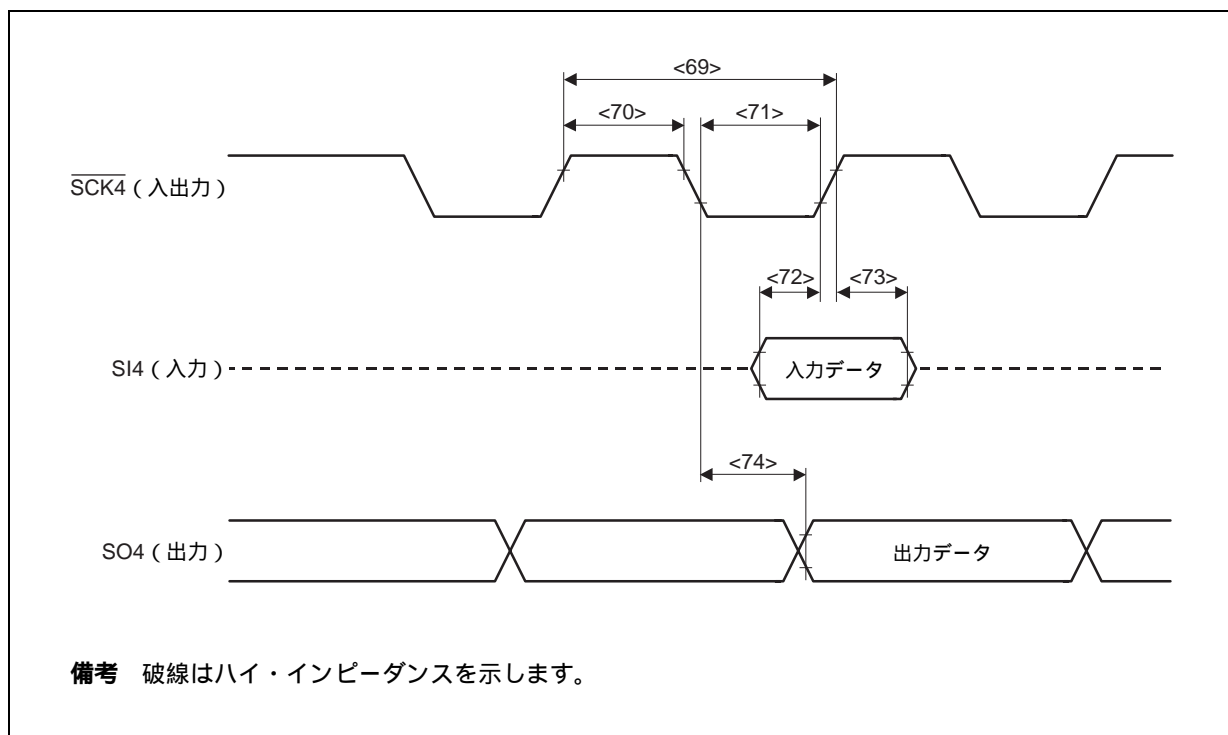 <69>
<70>
<71>
SCK4（入出力）
<72>
<73>
SI4（入力）
入力データ
<74>
SO4（出力）
出力データ
備考 破線はハイ・インピーダンスを示します。